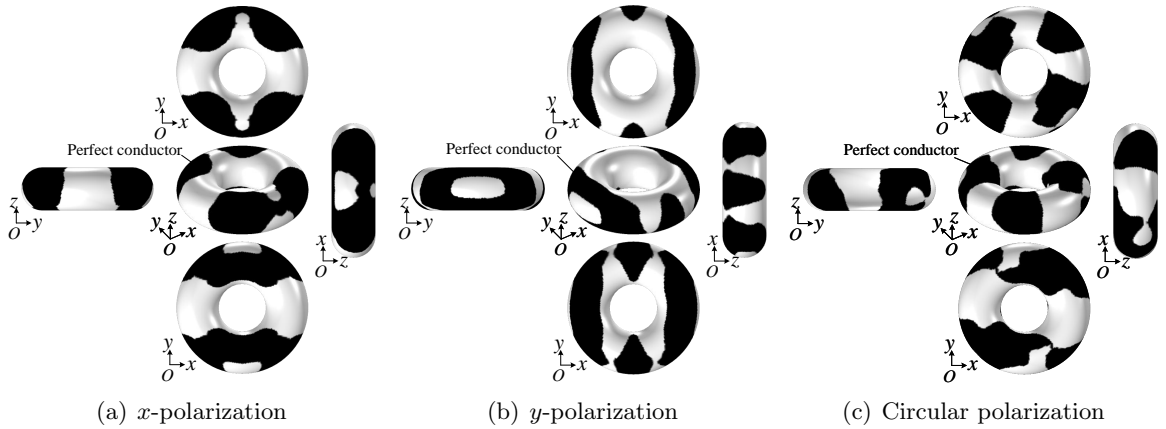 y
O x
Perfect conductor
z
O y
y z x
O
x
O z
y
O x
(a) x-polarization
y
O x
Perfect conductor
z
O y
y z x
O
x
O z
y
O x
(b) y-polarization
y
O x
Perfect conductor
z
O y
y z x
O
x
O z
y
O x
(c) Circular polarization